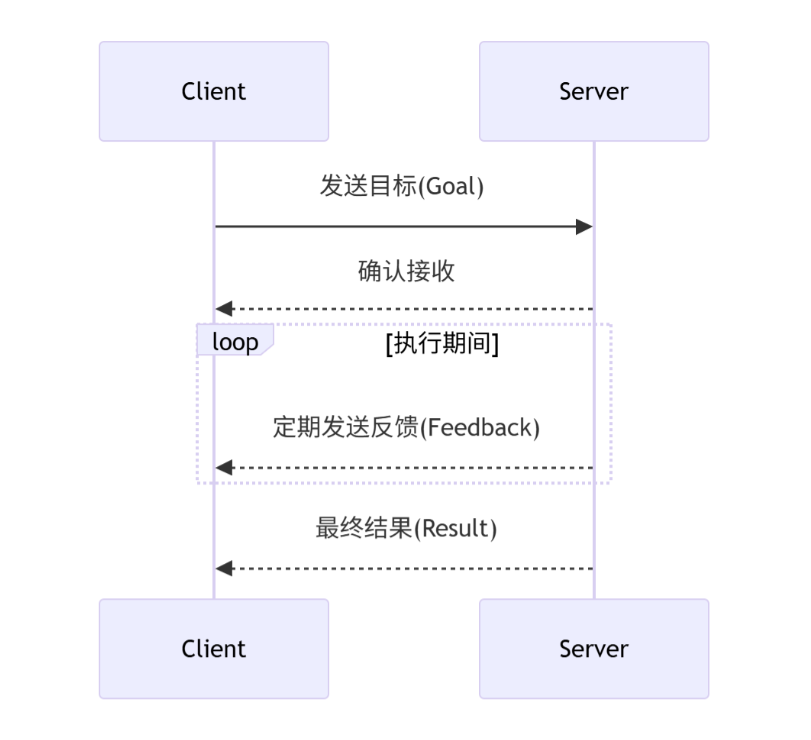 Client
Server
发送目标(Goal)
确认接收
loop
[执行期间]
定期发送反馈(Feedback)
最终结果(Result)
Client
Server